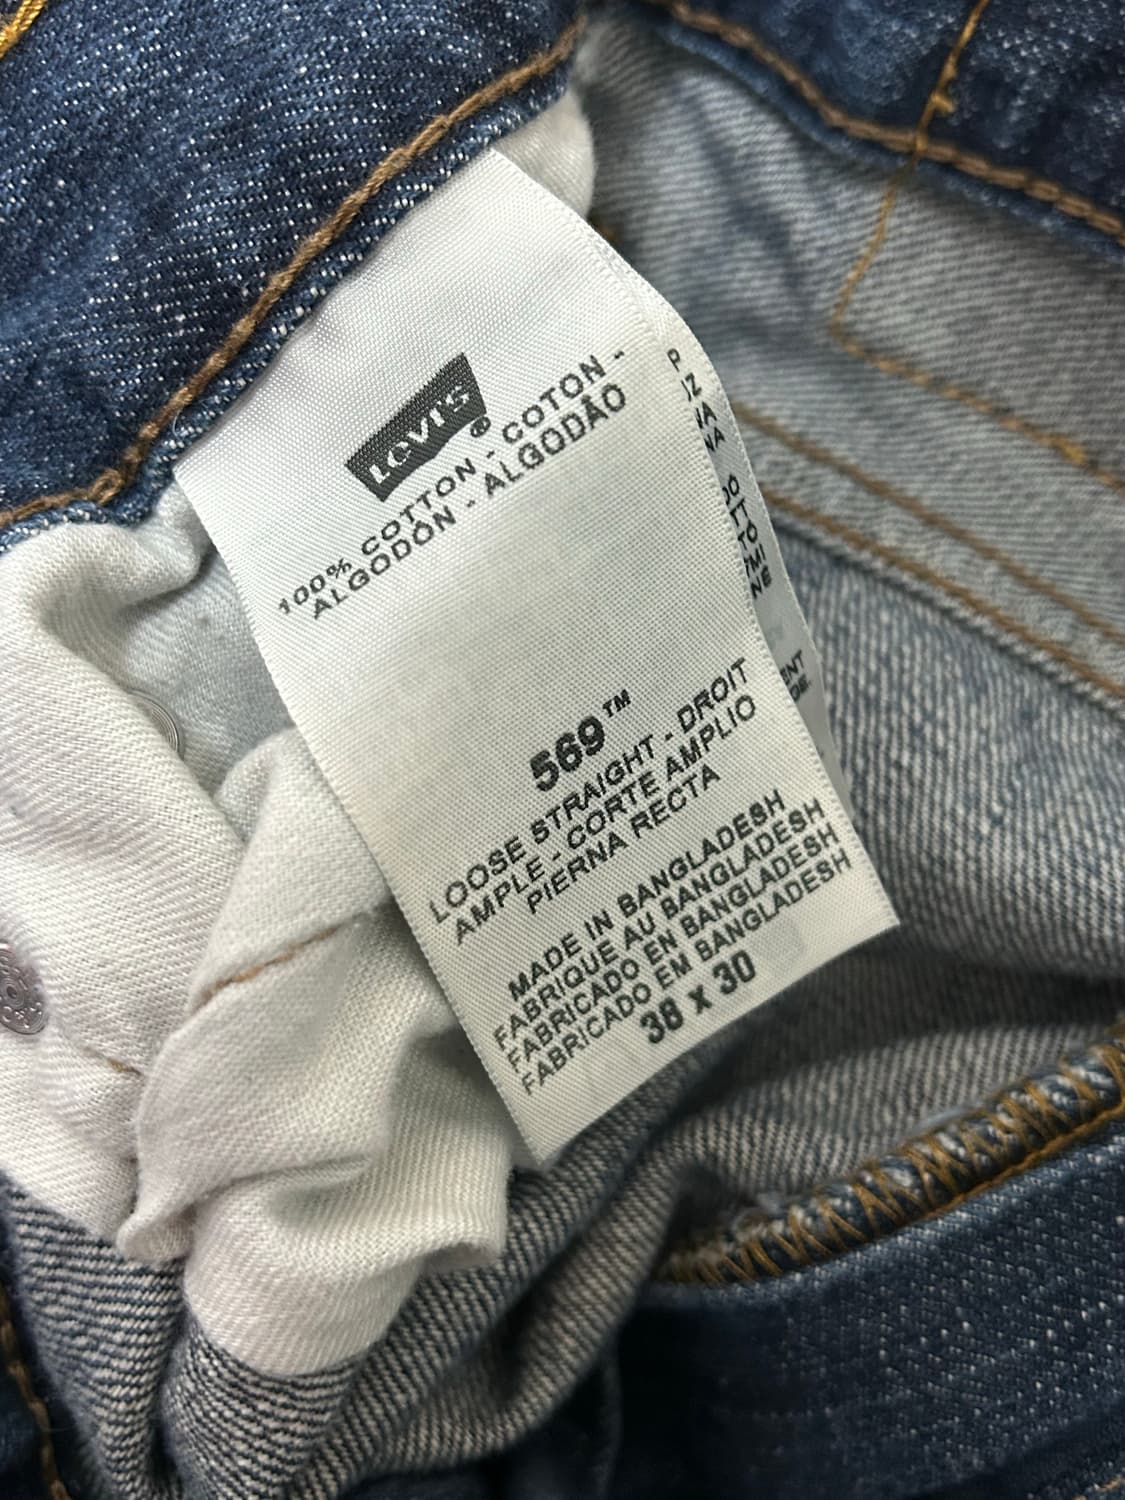 LEVI'S ®
100% COTTON - COTON -
ALGODÓN - ALGODÃO
569™
LOOSE STRAIGHT - DROIT
AMPLE - CORTE AMPLIO
PIERNA RECTA
MADE IN BANGLADESH
FABRIQUE AU BANGLADESH
FABRICADO EN BANGLADESH
FABRICADO EM BANGLADESH
38 x 30